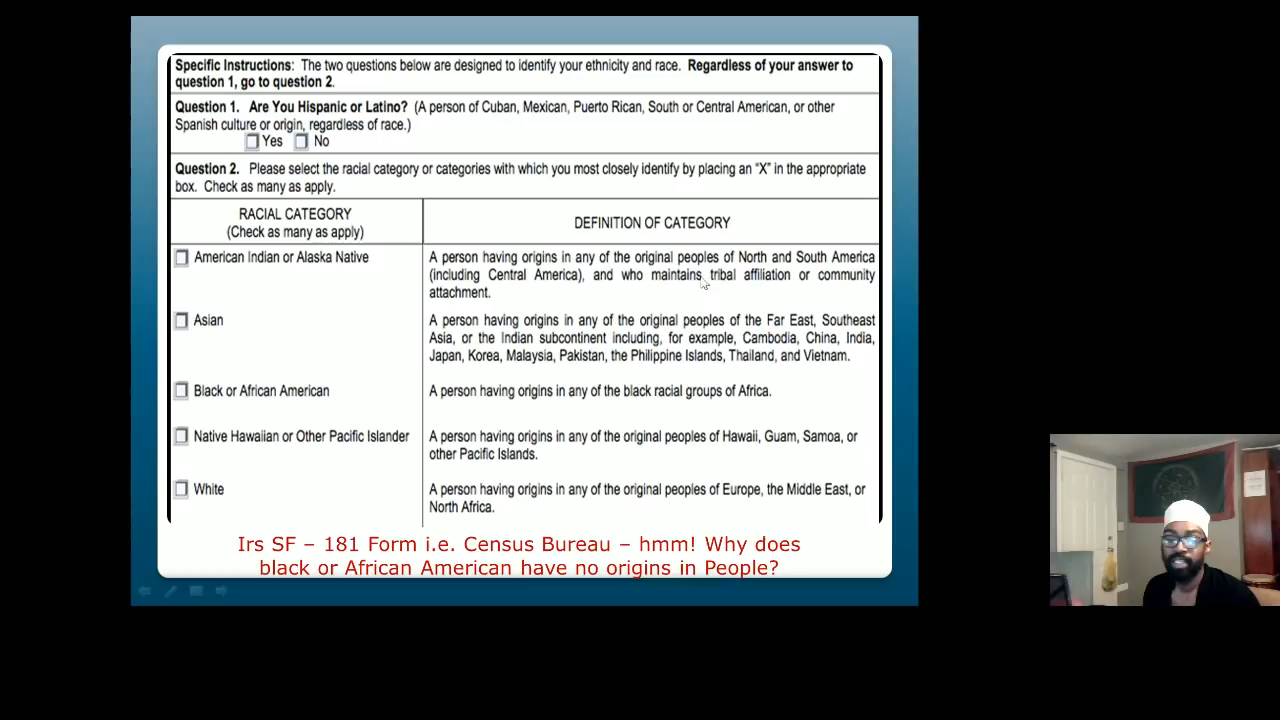 Specific Instructions: The two questions below are designed to identify your ethnicity and race. Regardless of your answer to
question 1, go to question 2.
Question 1. Are You Hispanic or Latino? (A person of Cuban, Mexican, Puerto Rican, South or Central American, or other
Spanish culture or origin, regardless of race.)
Yes No
Question 2. Please select the racial category or categories with which you most closely identify by placing an “X” in the appropriate
box. Check as many as apply.
RACIAL CATEGORY
(Check as many as apply)
DEFINITION OF CATEGORY
American Indian or Alaska Native
A person having origins in any of the original peoples of North and South America
(including Central America), and who maintains tribal affiliation or community
attachment.
Asian
A person having origins in any of the original peoples of the Far East, Southeast
Asia, or the Indian subcontinent including, for example, Cambodia, China, India,
Japan, Korea, Malaysia, Pakistan, the Philippine Islands, Thailand, and Vietnam.
Black or African American
A person having origins in any of the black racial groups of Africa.
Native Hawaiian or Other Pacific Islander
A person having origins in any of the original peoples of Hawaii, Guam, Samoa, or
other Pacific Islands.
White
A person having origins in any of the original peoples of Europe, the Middle East, or
North Africa.
Irs SF – 181 Form i.e. Census Bureau – hmm! Why does
black or African American have no origins in People?